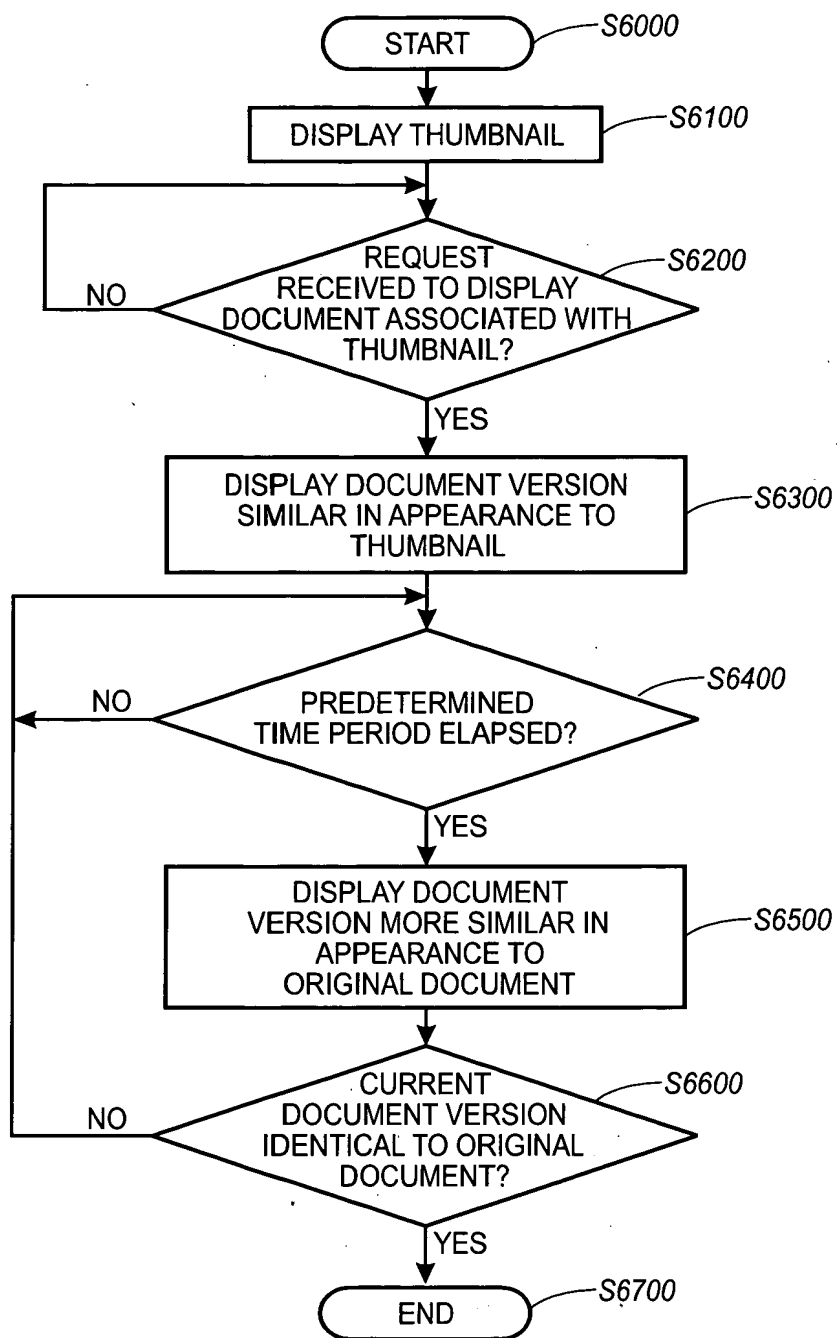 START
S6000
DISPLAY THUMBNAIL
S6100
REQUEST
RECEIVED TO DISPLAY
DOCUMENT ASSOCIATED WITH
THUMBNAIL?
S6200
NO
YES
DISPLAY DOCUMENT VERSION
SIMILAR IN APPEARANCE TO
THUMBNAIL
S6300
PREDETERMINED
TIME PERIOD ELAPSED?
S6400
NO
YES
DISPLAY DOCUMENT
VERSION MORE SIMILAR IN
APPEARANCE TO
ORIGINAL DOCUMENT
S6500
CURRENT
DOCUMENT VERSION
IDENTICAL TO ORIGINAL
DOCUMENT?
S6600
NO
YES
END
S6700